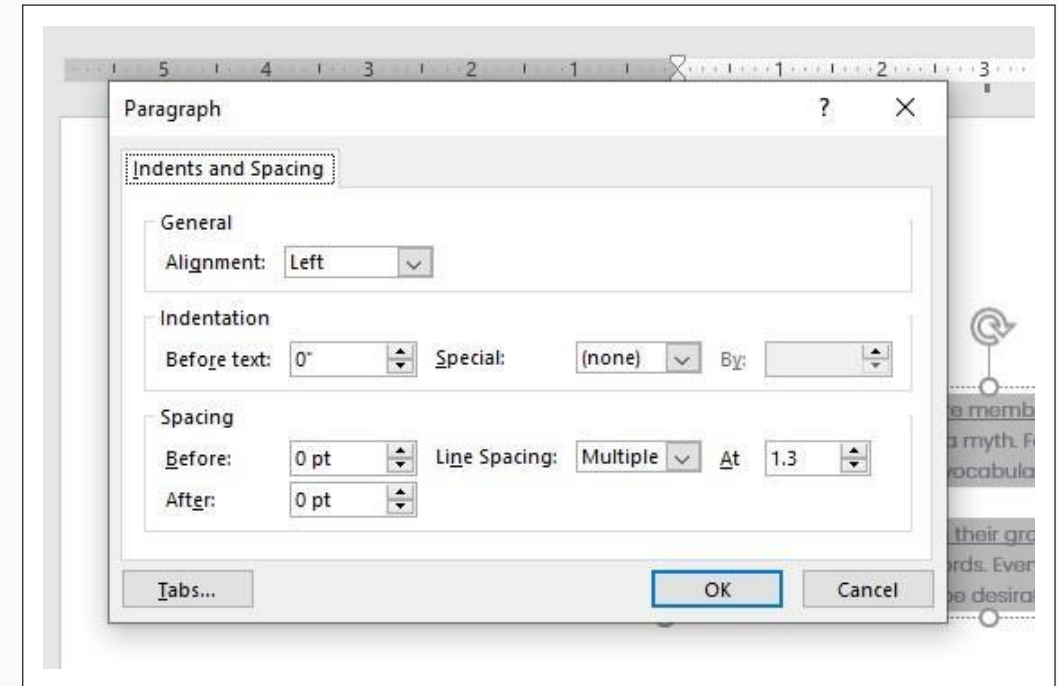 5 4 3 2 1 1 2 3
Paragraph ? X
Indents and Spacing
General
Alignment: Left
Indentation
Before text: 0" Special: (none) By:
Spacing
Before: 0 pt Line Spacing: Multiple At 1.3
After: 0 pt
Tabs... OK Cancel
a myth.
their